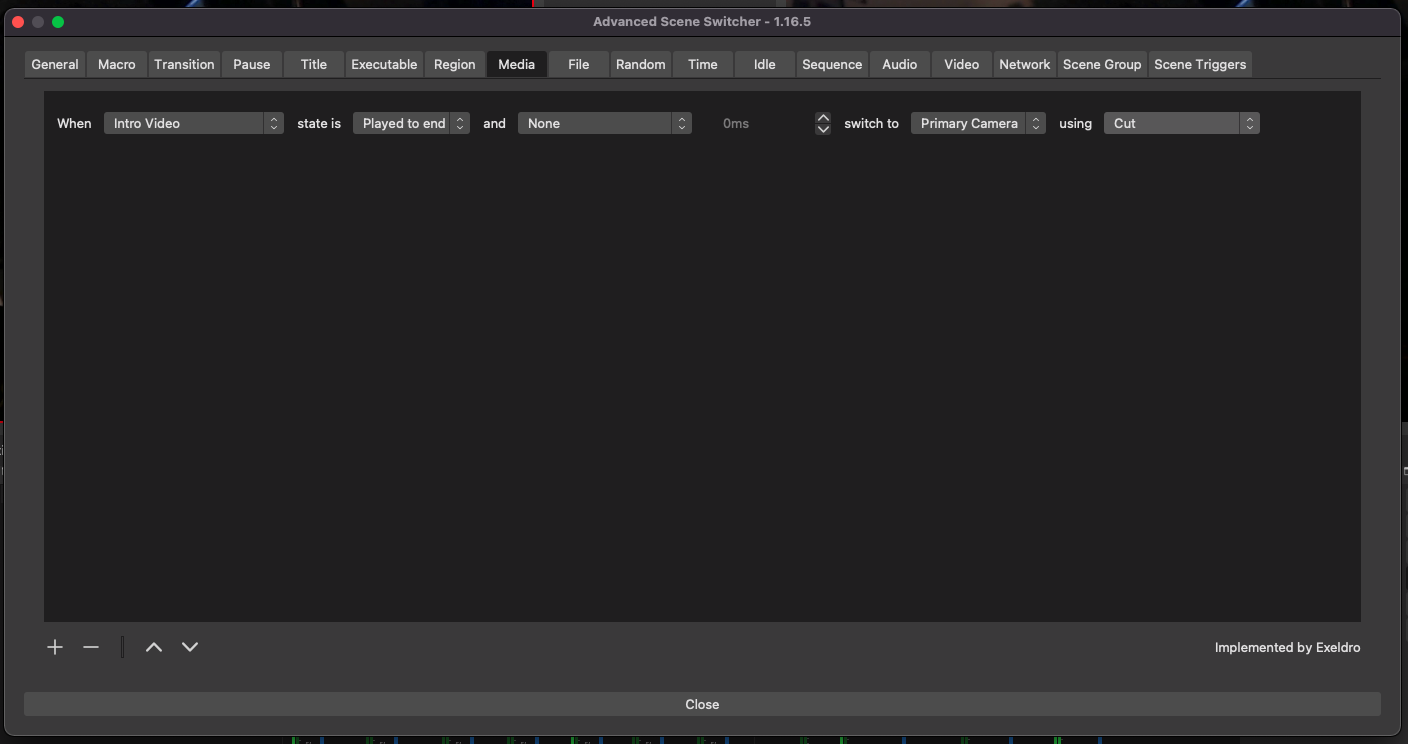 Advanced Scene Switcher - 1.16.5
General Macro Transition Pause Title Executable Region Media File Random Time Idle Sequence Audio Video Network Scene Group Scene Triggers
When Intro Video state is Played to end and None 0ms switch to Primary Camera using Cut
Implemented by Exeldro
Close